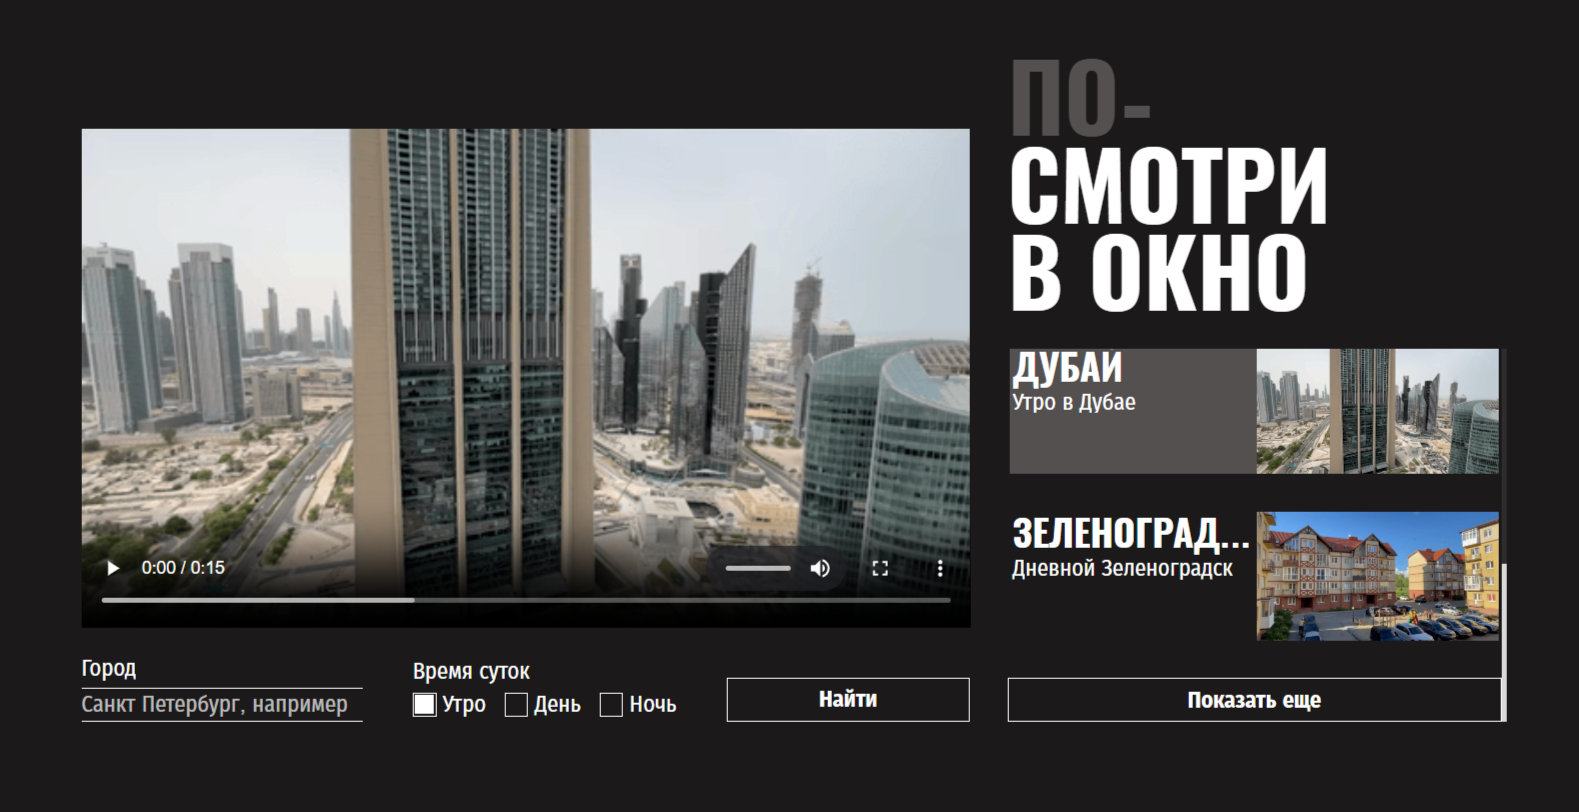 ПО-
СМОТРИ
В ОКНО
ДУБАЙ
Утро в Дубае
ЗЕЛЕНОГРАД...
Дневной Зеленоградск
0:00 / 0:15
Город
Санкт Петербург, например
Время суток
Утро День Ночь
Найти
Показать еще